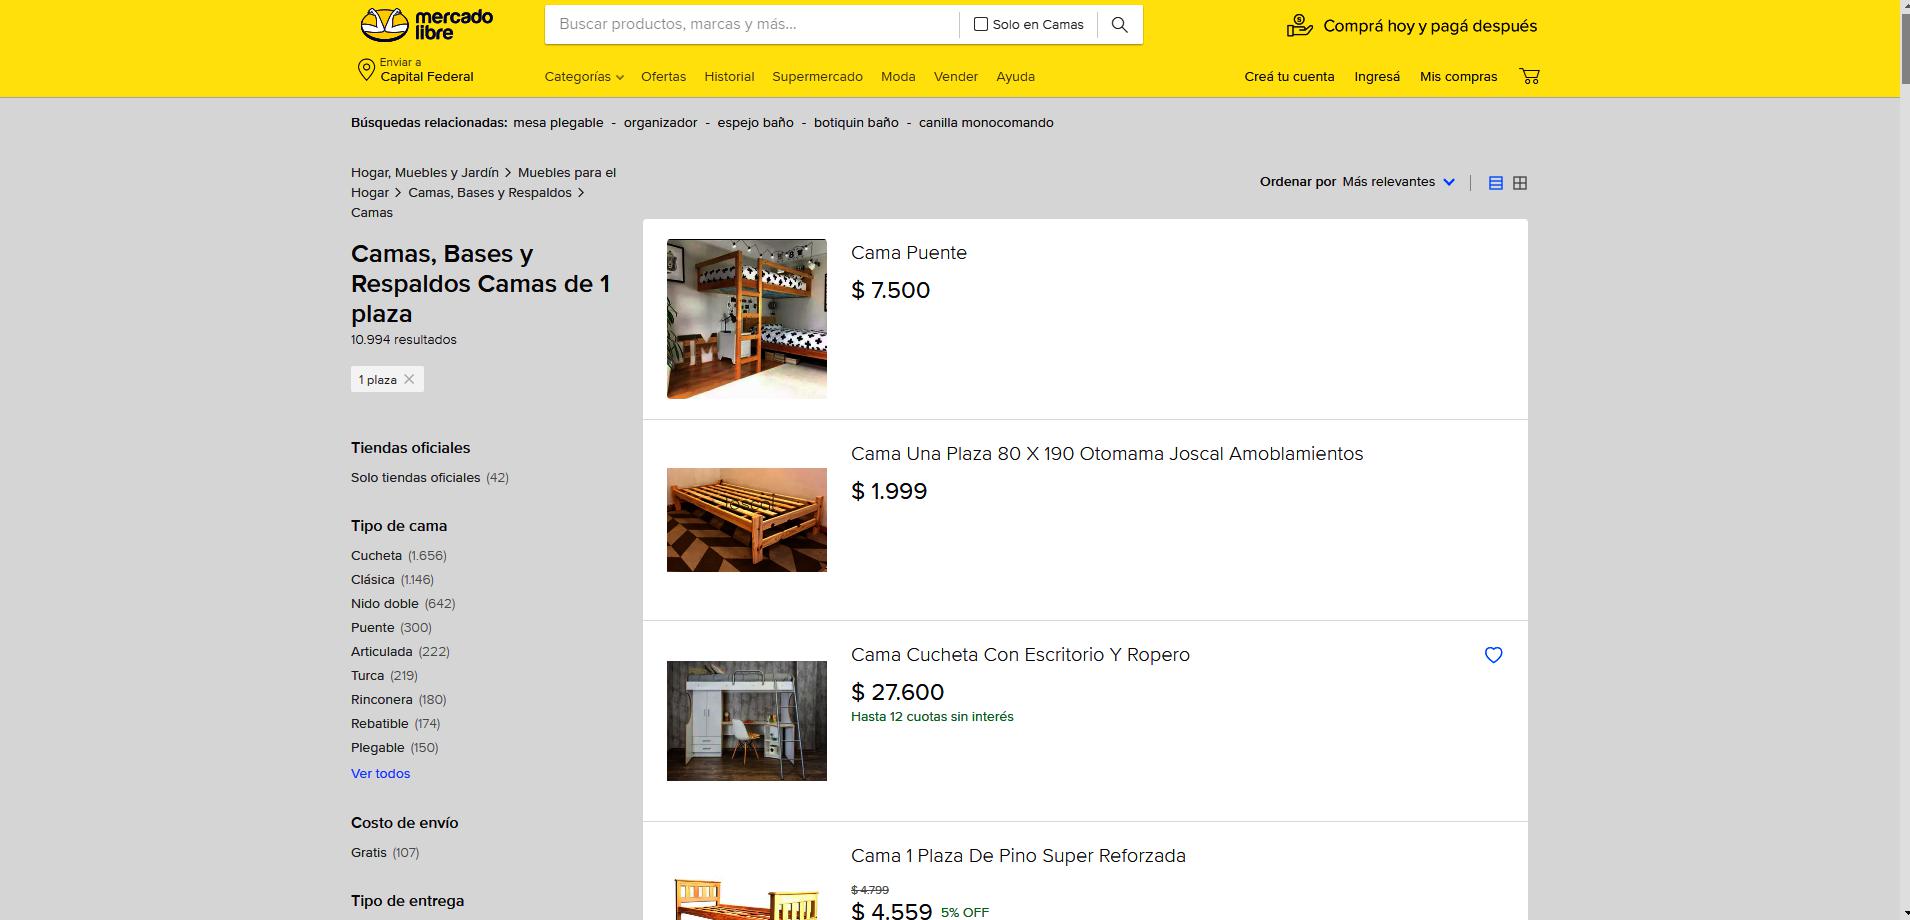 mercado
libre
Buscar productos, marcas y más...
Solo en Camas
Comprá hoy y pagá después
Enviar a
Capital Federal
Categorías Ofertas Historial Supermercado Moda Vender Ayuda
Creá tu cuenta Ingresá Mis compras
Búsquedas relacionadas: mesa plegable - organizador - espejo baño - botiquin baño - canilla monocomando
Hogar, Muebles y Jardín > Muebles para el
Hogar > Camas, Bases y Respaldos >
Camas
Ordenar por Más relevantes
Camas, Bases y
Respaldos Camas de 1
plaza
10.994 resultados
1 plaza
Tiendas oficiales
Solo tiendas oficiales (42)
Tipo de cama
Cucheta (1.656)
Clásica (1.146)
Nido doble (642)
Puente (300)
Articulada (222)
Turca (219)
Rinconera (180)
Rebatible (174)
Plegable (150)
Ver todos
Costo de envío
Gratis (107)
Tipo de entrega
Cama Puente
$ 7.500
Cama Una Plaza 80 X 190 Otomama Joscal Amoblamientos
$ 1.999
Cama Cucheta Con Escritorio Y Ropero
$ 27.600
Hasta 12 cuotas sin interés
Cama 1 Plaza De Pino Super Reforzada
$ 4.799
$ 4.559 5% OFF